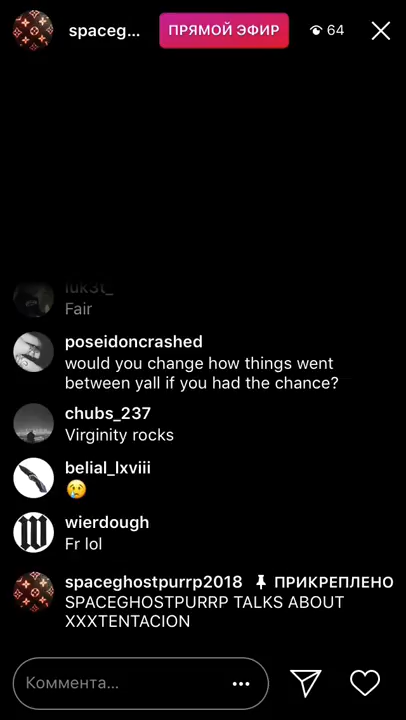 spaceg...
ПРЯМОЙ ЭФИР
64
luk3t_
Fair
poseidoncrashed
would you change how things went
between yall if you had the chance?
chubs_237
Virginity rocks
belial_lxviii
😢
wierdough
Fr lol
spaceghostpurrp2018 ПРИКРЕПЛЕНО
SPACEGHOSTPURRP TALKS ABOUT
XXXTENTACION
Коммента...